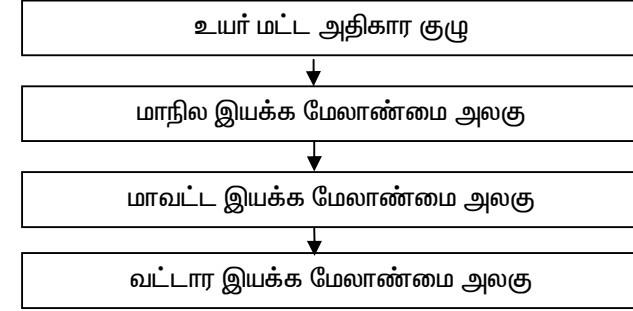 உயர் மட்ட அதிகார குழு
மாநில இயக்க மேலாண்மை அலகு
மாவட்ட இயக்க மேலாண்மை அலகு
வட்டார இயக்க மேலாண்மை அலகு